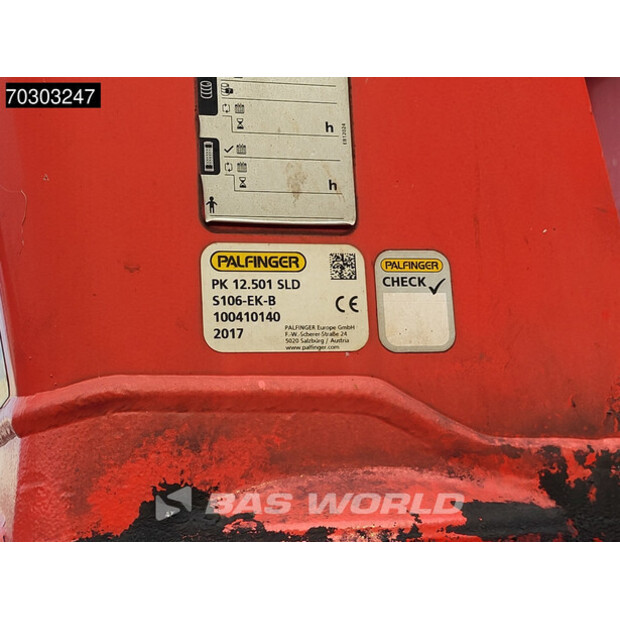 70303247
h
EB12024
h
PALFINGER
PK 12.501 SLD
S106-EK-B
100410140
2017
CE
PALFINGER Europe GmbH
F.-W.-Scherer-Straße 24
5020 Salzburg / Austria
www.palfinger.com
PALFINGER
CHECK
BAS WORLD